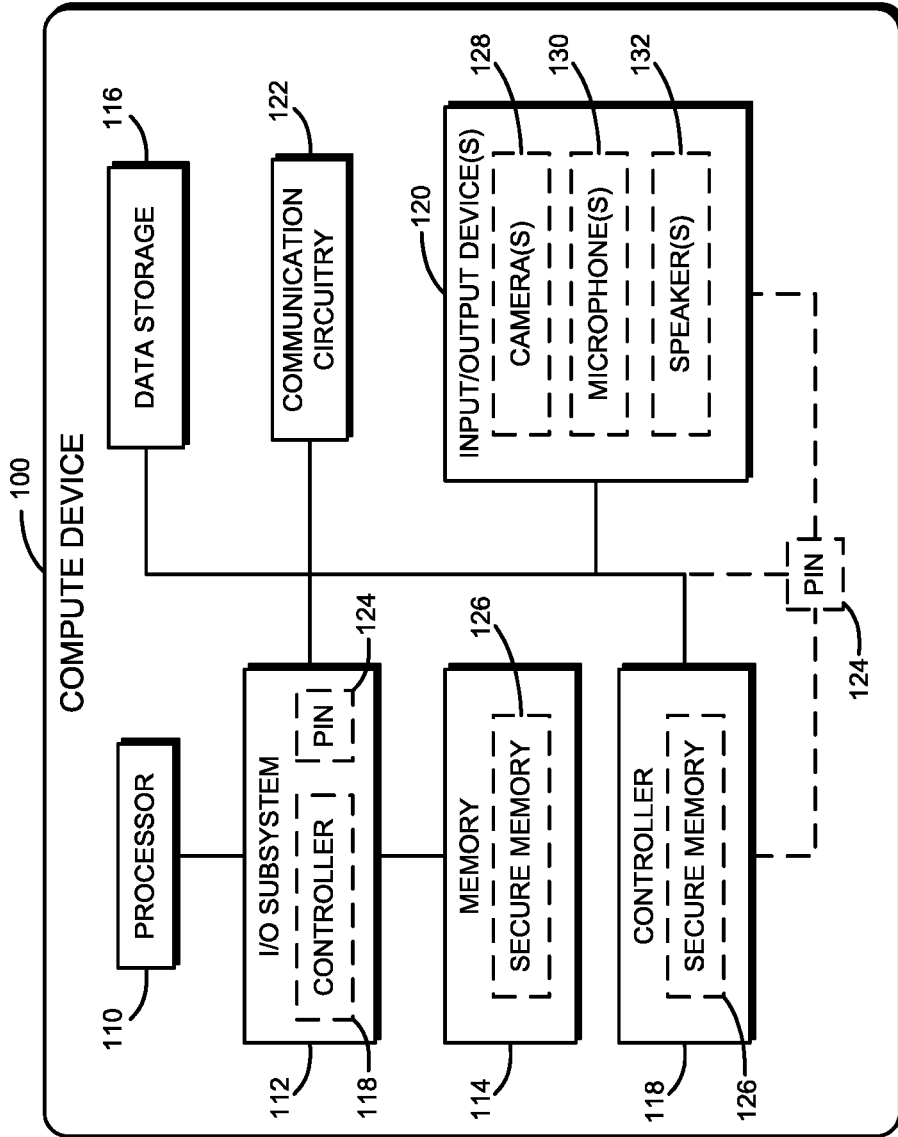 100
COMPUTE DEVICE
PROCESSOR
110
DATA STORAGE
116
I/O SUBSYSTEM
CONTROLLER
PIN
112
118
124
COMMUNICATION
CIRCUITRY
122
MEMORY
SECURE MEMORY
114
126
INPUT/OUTPUT DEVICE(S)
120
CAMERA(S)
128
MICROPHONE(S)
130
SPEAKER(S)
132
CONTROLLER
SECURE MEMORY
118
126
PIN
124